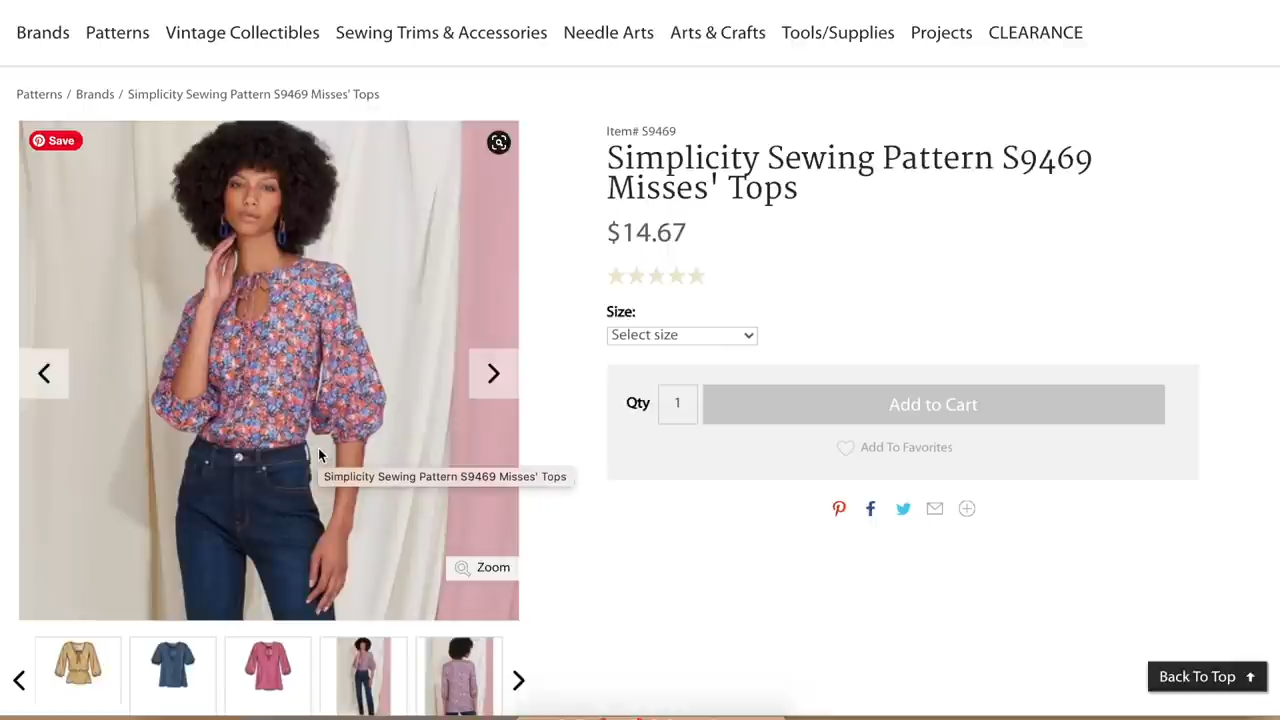 Brands Patterns Vintage Collectibles Sewing Trims & Accessories Needle Arts Arts & Crafts Tools/Supplies Projects CLEARANCE
Patterns / Brands / Simplicity Sewing Pattern S9469 Misses' Tops
Save
Item# S9469
Simplicity Sewing Pattern S9469
Misses' Tops
$14.67
Size:
Select size
Qty 1 Add to Cart
Add To Favorites
Simplicity Sewing Pattern S9469 Misses' Tops
Zoom
Back To Top